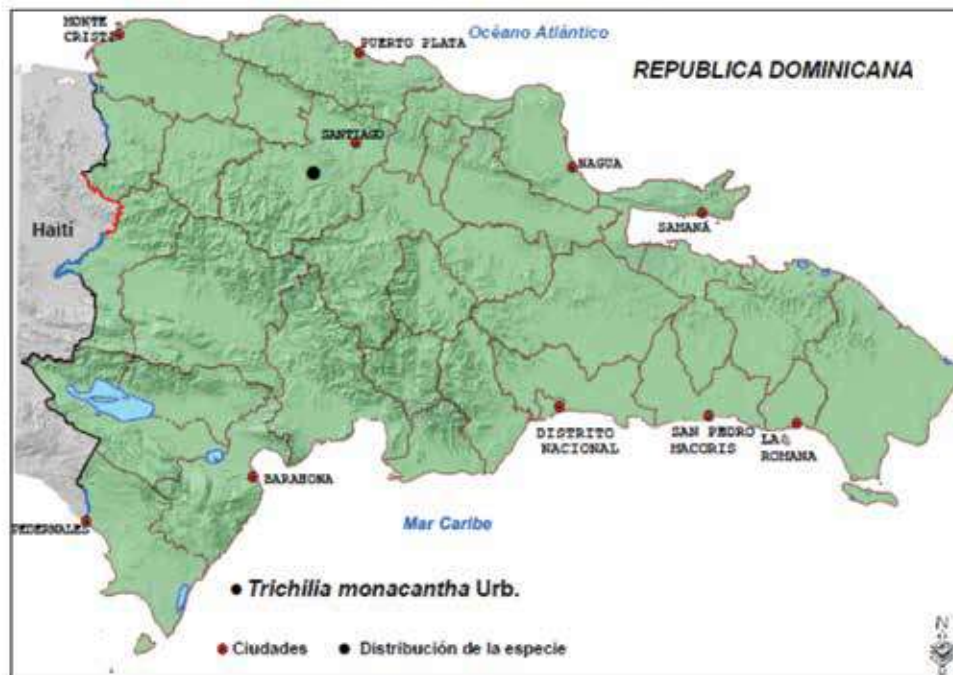 MONTE
CRISTI
PUERTO PLATA
Océano Atlántico
REPUBLICA DOMINICANA
SANTIAGO
NAGUA
SAMANÁ
Haití
DISTRITO
NACIONAL
SAN PEDRO
MACORIS
LA
ROMANA
BARAHONA
PEDERNALES
Mar Caribe
Trichilia monacantha Urb.
Ciudades
Distribución de la especie
N